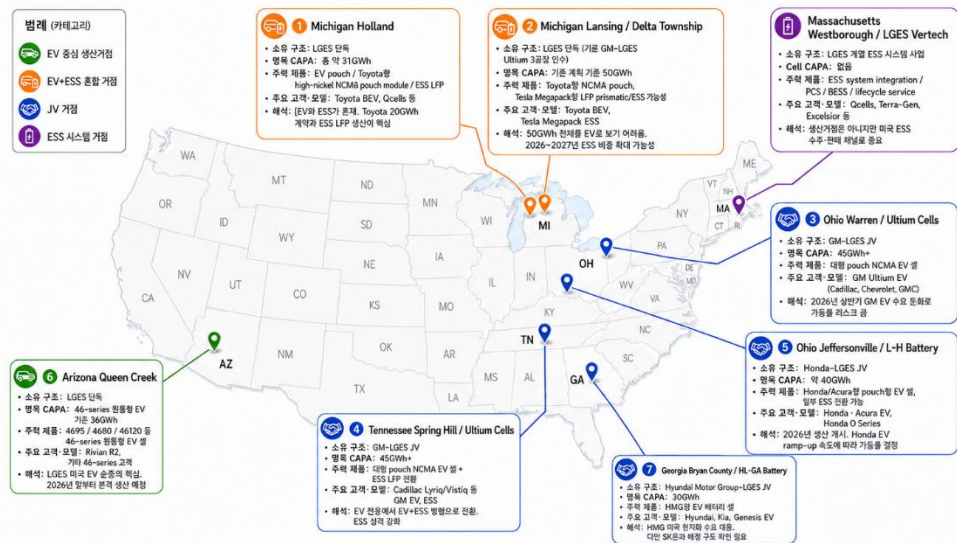 범례 (카테고리)
EV 중심 생산거점
EV+ESS 혼합 거점
JV 거점
ESS 시스템 거점
1 Michigan Holland
• 소유 구조: LGES 단독
• 명목 CAPA: 총 약 31GWh
• 주력 제품: EV pouch / Toyota향
high-nickel NCMA pouch module / ESS LFP
• 주요 고객·모델: Toyota BEV, Qcells 등
• 해석: [EV와 ESS가 혼재. Toyota 20GWh
계약과 ESS LFP 생산이 핵심
2 Michigan Lansing / Delta Township
• 소유 구조: LGES 단독 (기존 GM-LGES
Ultium 3공장 인수)
• 명목 CAPA: 기존 계획 기준 50GWh
• 주력 제품: Toyota향 NCMA pouch,
Tesla Megapack향 LFP prismatic/ESS 가능성
• 주요 고객·모델: Toyota BEV,
Tesla Megapack ESS
• 해석: 50GWh 전체를 EV로 보기 어려움.
2026~2027년 ESS 비중 확대 가능성
Massachusetts
Westborough / LGES Vertech
• 소유 구조: LGES 계열 ESS 시스템 사업
• Cell CAPA: 없음
• 주력 제품: ESS system integration /
PCS / BESS / lifecycle service
• 주요 고객·모델: Qcells, Terra-Gen,
Excelsior 등
• 해석: 생산거점은 아니지만 미국 ESS
수주·판매 채널로 중요
WA
OR
CA
NV
ID
MT
WY
UT
AZ
CO
NM
ND
SD
NE
KS
OK
TX
MN
IA
MO
AR
LA
WI
IL
MI
IN
OH
KY
TN
MS
AL
GA
SC
NC
VA
PA
NY
VT
NH
ME
MA
CT
RI
NJ
DE
MD
3 Ohio Warren / Ultium Cells
• 소유 구조: GM-LGES JV
• 명목 CAPA: 45GWh+
• 주력 제품: 대형 pouch NCMA EV 셀
• 주요 고객·모델: GM Ultium EV
(Cadillac, Chevrolet, GMC)
• 해석: 2026년 상반기 GM EV 수요 둔화로
가동률 리스크 큼
5 Ohio Jeffersonville / L-H Battery
• 소유 구조: Honda-LGES JV
• 명목 CAPA: 약 40GWh
• 주력 제품: Honda/Acura향 pouch형 EV 셀,
일부 ESS 전환 가능
• 주요 고객·모델: Honda · Acura EV,
Honda 0 Series
• 해석: 2026년 생산 개시. Honda EV
ramp-up 속도에 따라 가동률 결정
6 Arizona Queen Creek
• 소유 구조: LGES 단독
• 명목 CAPA: 46-series 원통형 EV
기준 36GWh
• 주력 제품: 4695 / 4680 / 46120 등
46-series 원통형 EV 셀
• 주요 고객·모델: Rivian R2,
기타 46-series 고객
• 해석: LGES 미국 EV 순증의 핵심.
2026년 말부터 본격 생산 예정
4 Tennessee Spring Hill / Ultium Cells
• 소유 구조: GM-LGES JV
• 명목 CAPA: 45GWh+
• 주력 제품: 대형 pouch NCMA EV 셀 +
ESS LFP 전환
• 주요 고객·모델: Cadillac Lyriq/Vistiq 등
GM EV, ESS
• 해석: EV 전용에서 EV+ESS 병행으로 전환.
ESS 성격 강화
7 Georgia Bryan County / HL-GA Battery
• 소유 구조: Hyundai Motor Group-LGES JV
• 명목 CAPA: 30GWh
• 주력 제품: HMG향 EV 배터리 셀
• 주요 고객·모델: Hyundai, Kia, Genesis EV
• 해석: HMG 미국 현지화 수요 대응.
다만 SK온과 배정 구도 확인 필요